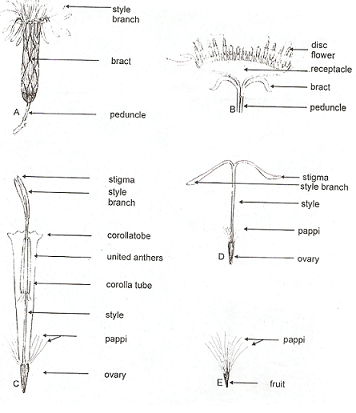 style
branch
bract
A
peduncle
disc
flower
receptacle
bract
B
peduncle
stigma
style
branch
corollatobe
united anthers
corolla tube
style
pappi
C
ovary
stigma
style branch
style
pappi
D
ovary
pappi
E
fruit